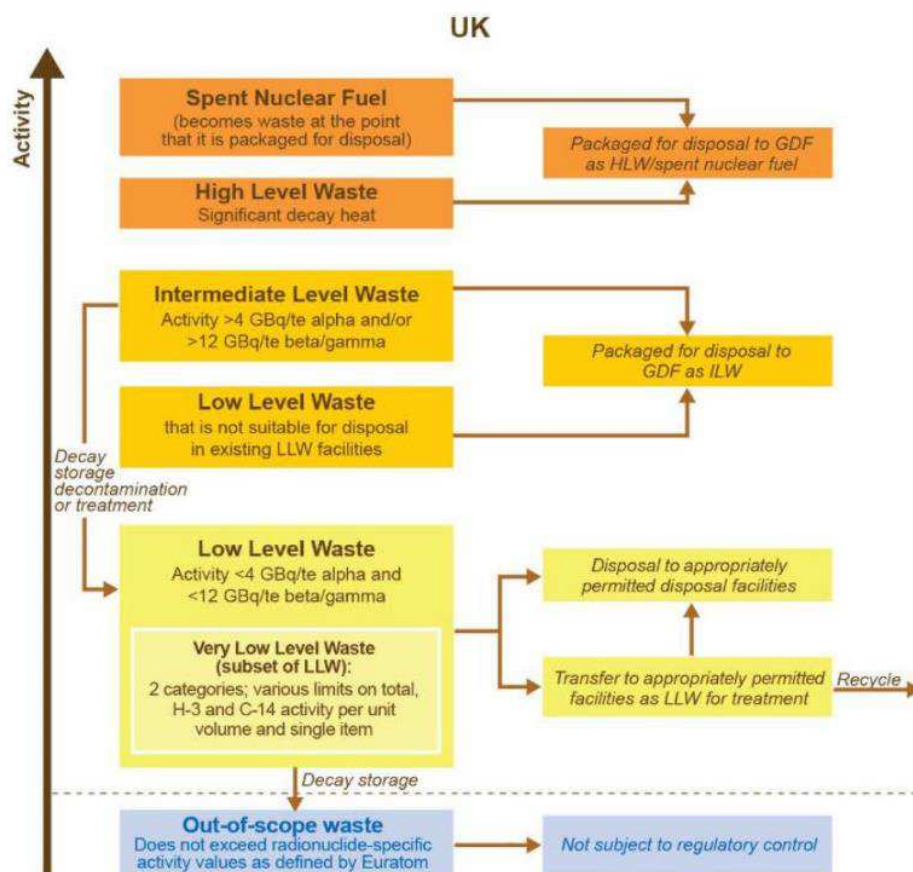 UK
Activity
Spent Nuclear Fuel
(becomes waste at the point
that it is packaged for disposal)
Packaged for disposal to GDF
as HLW/spent nuclear fuel
High Level Waste
Significant decay heat
Intermediate Level Waste
Activity >4 GBq/te alpha and/or
>12 GBq/te beta/gamma
Packaged for disposal to
GDF as ILW
Low Level Waste
that is not suitable for disposal
in existing LLW facilities
Decay
storage
decontamination
or treatment
Low Level Waste
Activity <4 GBq/te alpha and
<12 GBq/te beta/gamma
Disposal to appropriately
permitted disposal facilities
Very Low Level Waste
(subset of LLW):
2 categories; various limits on total,
H-3 and C-14 activity per unit
volume and single item
Transfer to appropriately permitted
facilities as LLW for treatment
Recycle
Decay storage
Out-of-scope waste
Does not exceed radionuclide-specific
activity values as defined by Euratom
Not subject to regulatory control